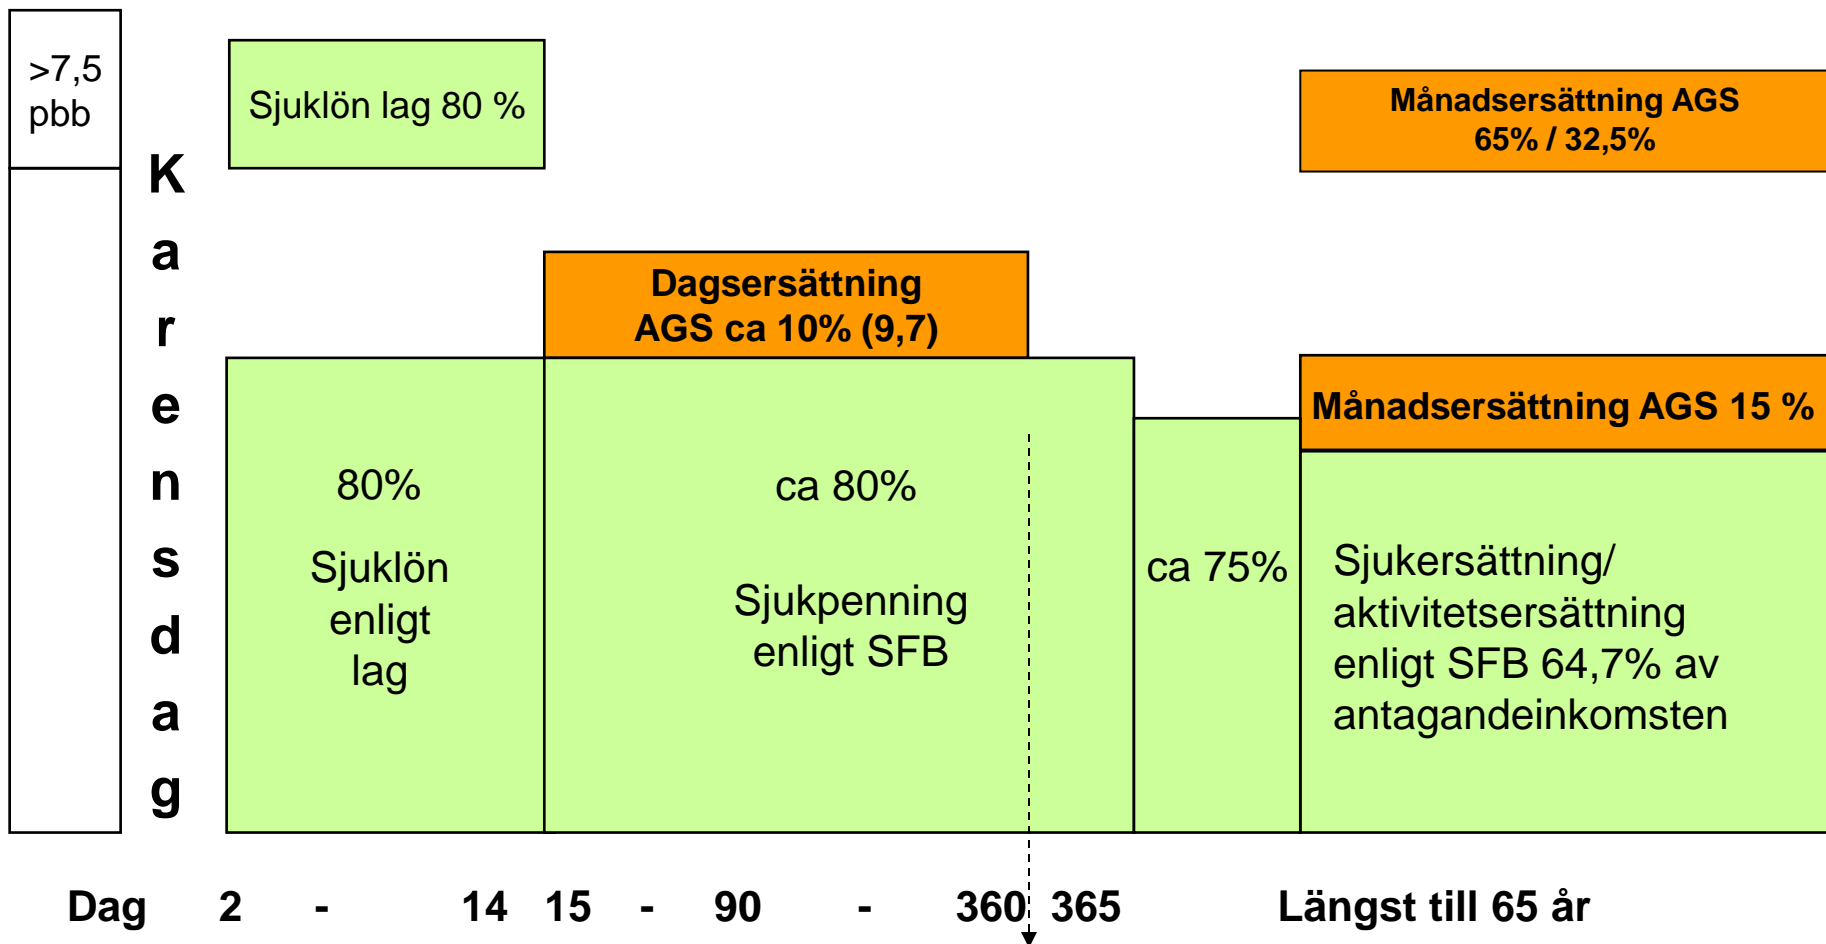 >7,5
pbb
Sjuklön lag 80 %
Månadsersättning AGS
65% / 32,5%
K
a
r
e
n
s
d
a
g
Dagsersättning
AGS ca 10% (9,7)
Månadsersättning AGS 15 %
80%
Sjuklön
enligt
lag
ca 80%
Sjukpenning
enligt SFB
ca 75%
Sjukersättning/
aktivitetsersättning
enligt SFB 64,7% av
antagandeinkomsten
Dag 2 - 14 15 - 90 - 360 365 Längst till 65 år